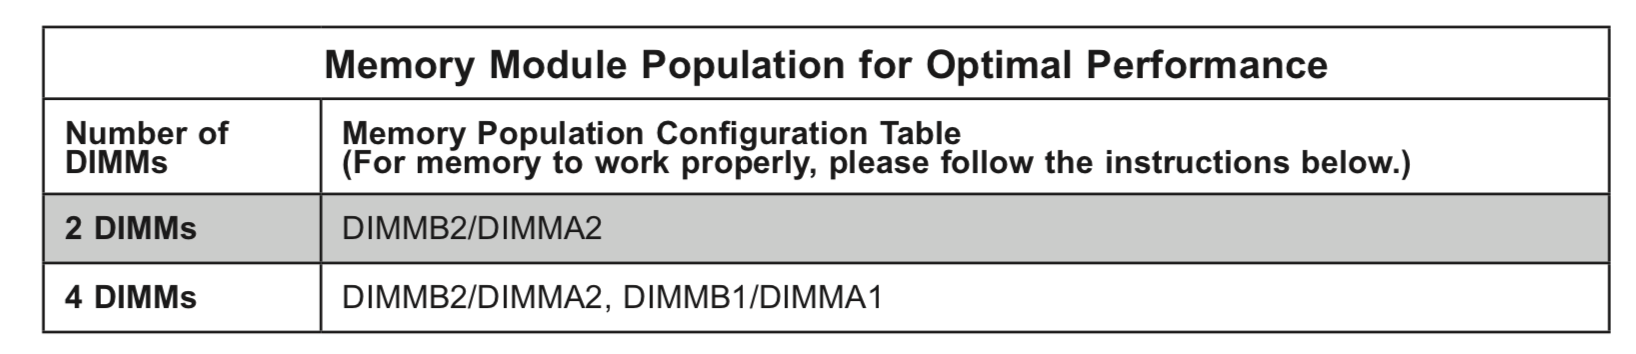 Memory Module Population for Optimal Performance
Number of
DIMMs
Memory Population Configuration Table
(For memory to work properly, please follow the instructions below.)
2 DIMMs
DIMMB2/DIMMA2
4 DIMMs
DIMMB2/DIMMA2, DIMMB1/DIMMA1